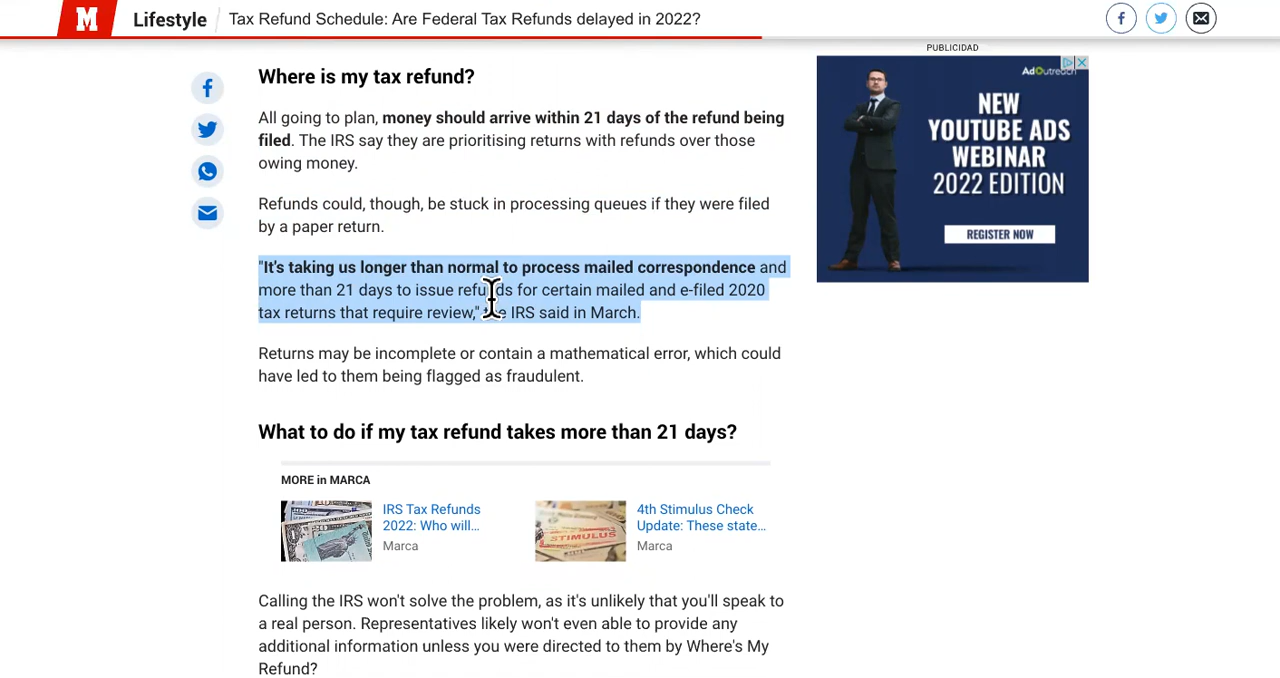 M Lifestyle Tax Refund Schedule: Are Federal Tax Refunds delayed in 2022?
PUBLICIDAD
Where is my tax refund?
All going to plan, money should arrive within 21 days of the refund being
filed. The IRS say they are prioritising returns with refunds over those
owing money.
Refunds could, though, be stuck in processing queues if they were filed
by a paper return.
"It's taking us longer than normal to process mailed correspondence and
more than 21 days to issue refunds for certain mailed and e-filed 2020
tax returns that require review," the IRS said in March.
Returns may be incomplete or contain a mathematical error, which could
have led to them being flagged as fraudulent.
What to do if my tax refund takes more than 21 days?
MORE in MARCA
IRS Tax Refunds
2022: Who will...
Marca
STIMULUS
4th Stimulus Check
Update: These state...
Marca
Calling the IRS won't solve the problem, as it's unlikely that you'll speak to
a real person. Representatives likely won't even able to provide any
additional information unless you were directed to them by Where's My
Refund?
AdOutreach
NEW
YOUTUBE ADS
WEBINAR
2022 EDITION
REGISTER NOW